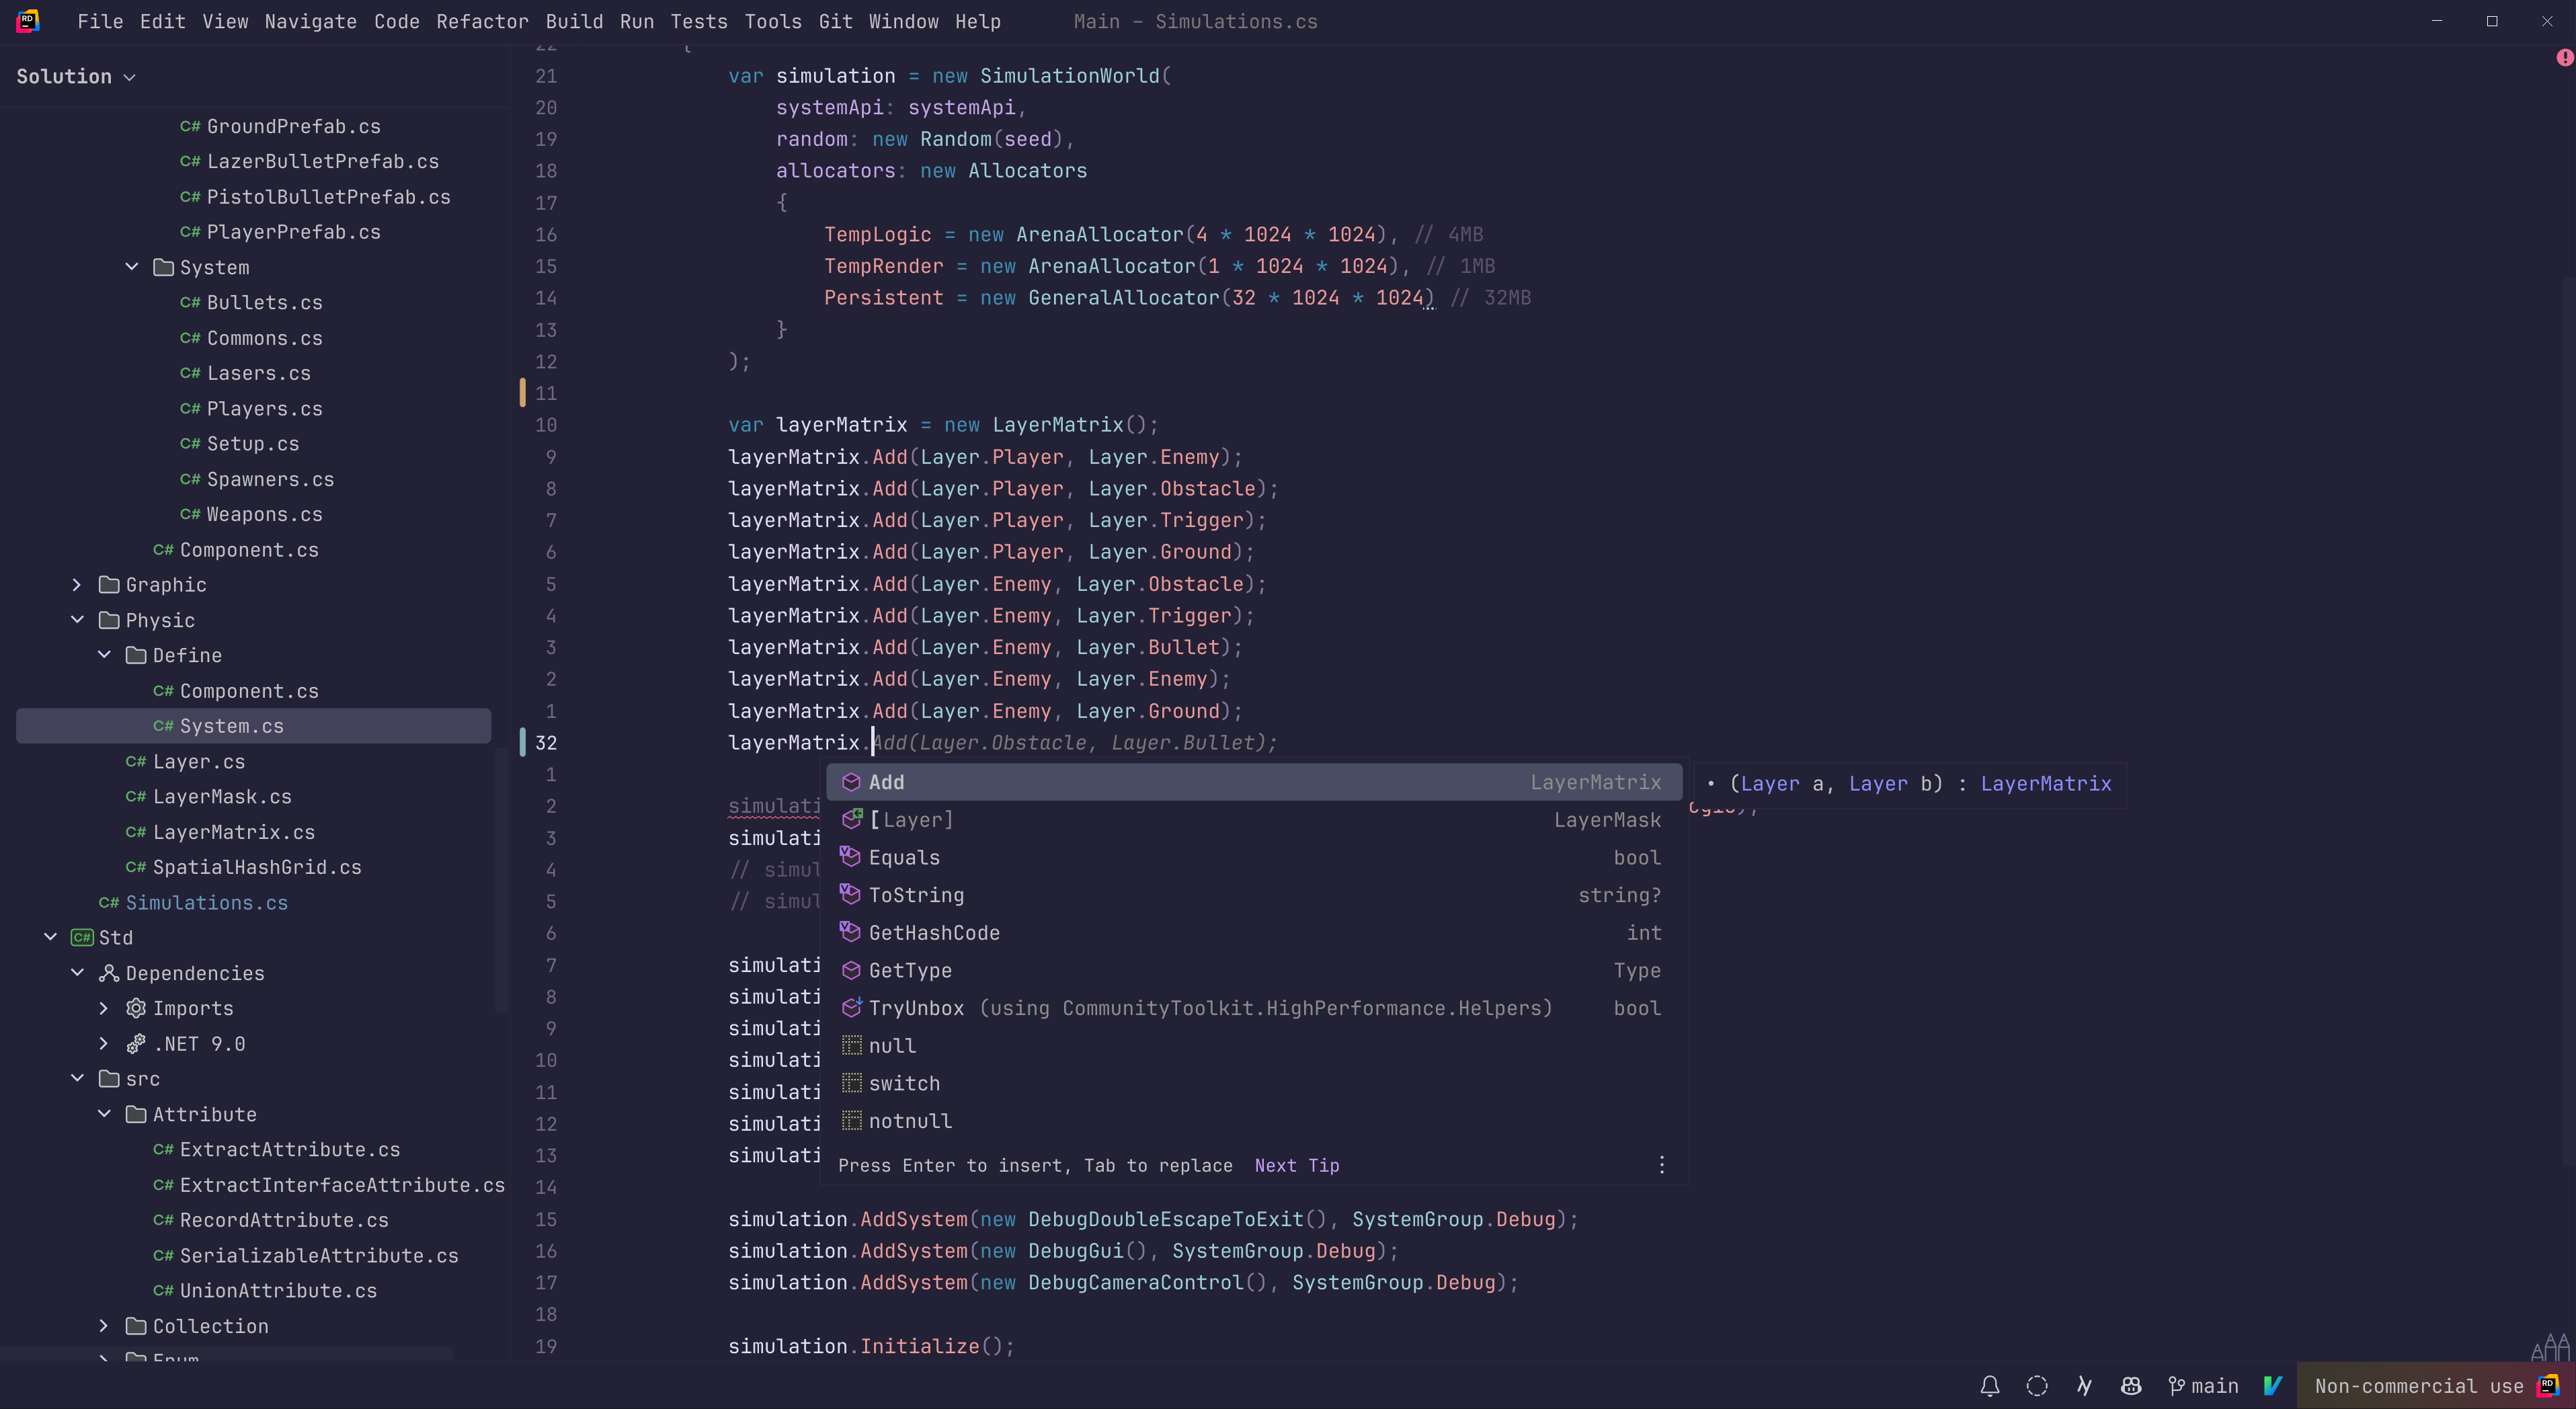 File Edit View Navigate Code Refactor Build Run Tests Tools Git Window Help Main – Simulations.cs
Solution
C# GroundPrefab.cs
C# LazerBulletPrefab.cs
C# PistolBulletPrefab.cs
C# PlayerPrefab.cs
System
C# Bullets.cs
C# Commons.cs
C# Lasers.cs
C# Players.cs
C# Setup.cs
C# Spawners.cs
C# Weapons.cs
C# Component.cs
Graphic
Physic
Define
C# Component.cs
C# System.cs
C# Layer.cs
C# LayerMask.cs
C# LayerMatrix.cs
C# SpatialHashGrid.cs
C# Simulations.cs
C# Std
Dependencies
Imports
.NET 9.0
src
Attribute
C# ExtractAttribute.cs
C# ExtractInterfaceAttribute.cs
C# RecordAttribute.cs
C# SerializableAttribute.cs
C# UnionAttribute.cs
Collection
Enum
22 {
21 var simulation = new SimulationWorld(
20 systemApi: systemApi,
19 random: new Random(seed),
18 allocators: new Allocators
17 {
16 TempLogic = new ArenaAllocator(4 * 1024 * 1024), // 4MB
15 TempRender = new ArenaAllocator(1 * 1024 * 1024), // 1MB
14 Persistent = new GeneralAllocator(32 * 1024 * 1024) // 32MB
13 }
12 );
11
10 var layerMatrix = new LayerMatrix();
9 layerMatrix.Add(Layer.Player, Layer.Enemy);
8 layerMatrix.Add(Layer.Player, Layer.Obstacle);
7 layerMatrix.Add(Layer.Player, Layer.Trigger);
6 layerMatrix.Add(Layer.Player, Layer.Ground);
5 layerMatrix.Add(Layer.Enemy, Layer.Obstacle);
4 layerMatrix.Add(Layer.Enemy, Layer.Trigger);
3 layerMatrix.Add(Layer.Enemy, Layer.Bullet);
2 layerMatrix.Add(Layer.Enemy, Layer.Enemy);
1 layerMatrix.Add(Layer.Enemy, Layer.Ground);
32 layerMatrix.Add(Layer.Obstacle, Layer.Bullet);
1
2 simulati
3 simulati
4 // simul
5 // simul
6
7 simulati
8 simulati
9 simulati
10 simulati
11 simulati
12 simulati
13 simulati
14
15 simulation.AddSystem(new DebugDoubleEscapeToExit(), SystemGroup.Debug);
16 simulation.AddSystem(new DebugGui(), SystemGroup.Debug);
17 simulation.AddSystem(new DebugCameraControl(), SystemGroup.Debug);
18
19 simulation.Initialize();
Add LayerMatrix
[Layer] LayerMask
Equals bool
ToString string?
GetHashCode int
GetType Type
TryUnbox (using CommunityToolkit.HighPerformance.Helpers) bool
null
switch
notnull
Press Enter to insert, Tab to replace Next Tip
• (Layer a, Layer b) : LayerMatrix
main Non-commercial use